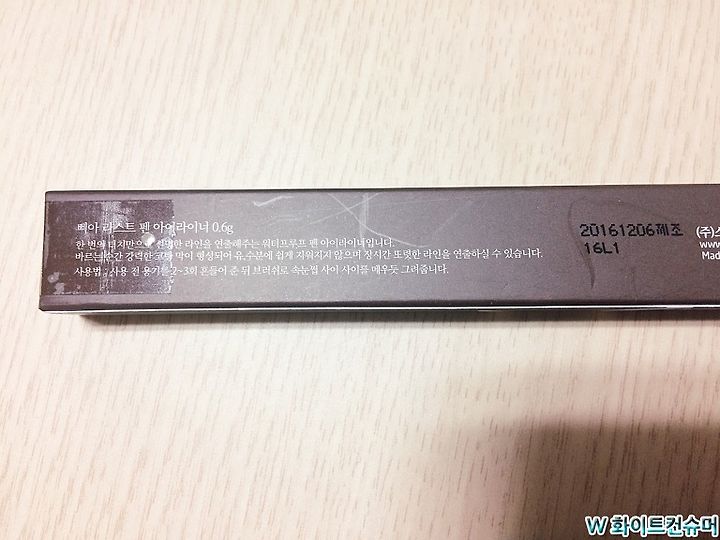 삐아 라스트 펜 아이라이너 0.6g
한 번의 터치만으로 선명한 라인을 연출해주는 워터프루프 펜 아이라이너입니다.
바르는 순간 강력한 코팅 막이 형성되어 유,수분에 쉽게 지워지지 않으며 장시간 또렷한 라인을 연출하실 수 있습니다.
사용법 : 사용 전 용기를 2~3회 흔들어 준 뒤 브러쉬로 속눈썹 사이 사이를 메우듯 그려줍니다.
20161206제조
16L1
(주)스
www.
Mad
W 화이트컨슈머